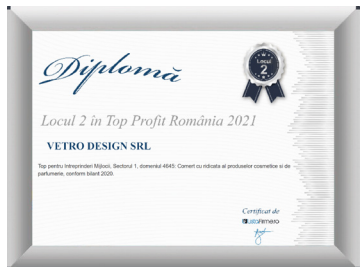 Diplomă
Locul
2
Locul 2 în Top Profit România 2021
VETRO DESIGN SRL
Top pentru Intreprinderi Mijlocii, Sectorul 1, domeniul 4645: Comert cu ridicata al produselor cosmetice si de
parfumerie, conform bilant 2020.
Certificat de
ListaFirmelor